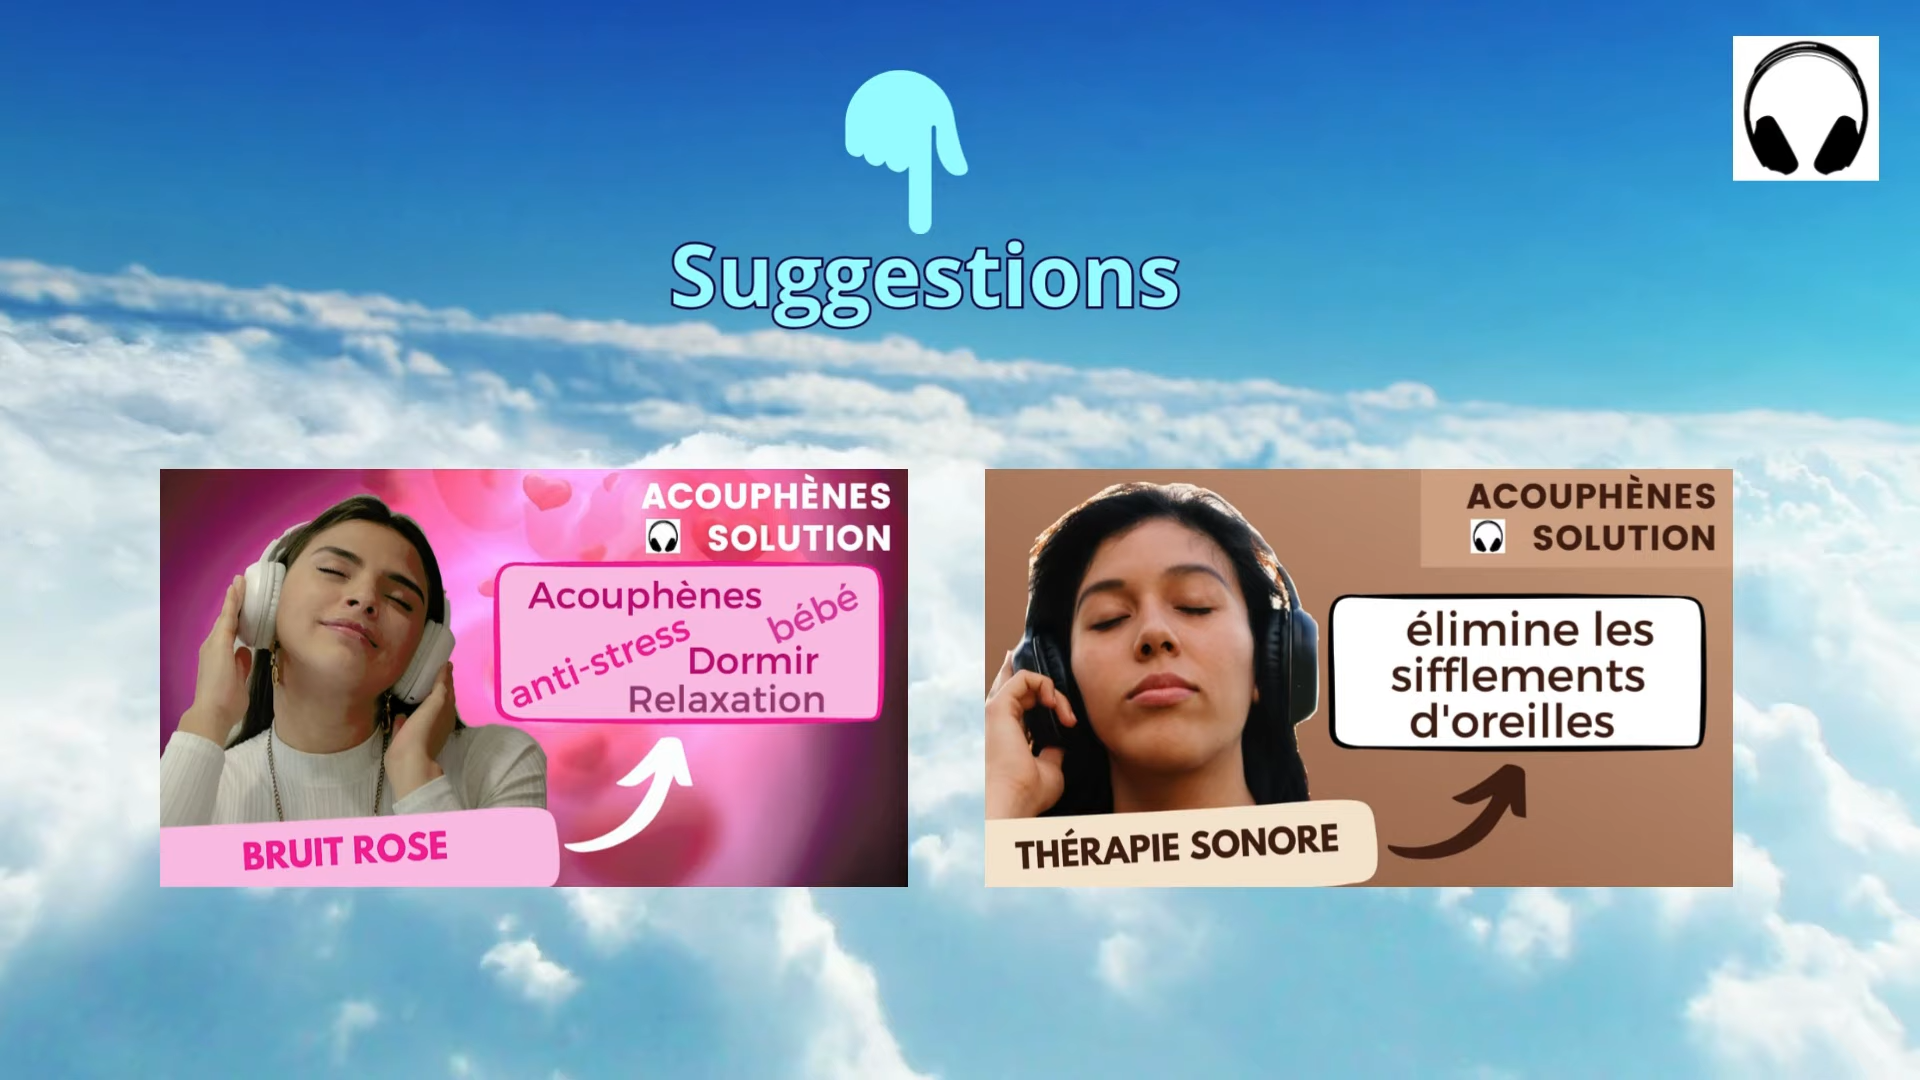 Suggestions
ACOUPHÈNES
SOLUTION
Acouphènes
bébé
anti-stress
Dormir
Relaxation
BRUIT ROSE
ACOUPHÈNES
SOLUTION
élimine les
sifflements
d'oreilles
THÉRAPIE SONORE